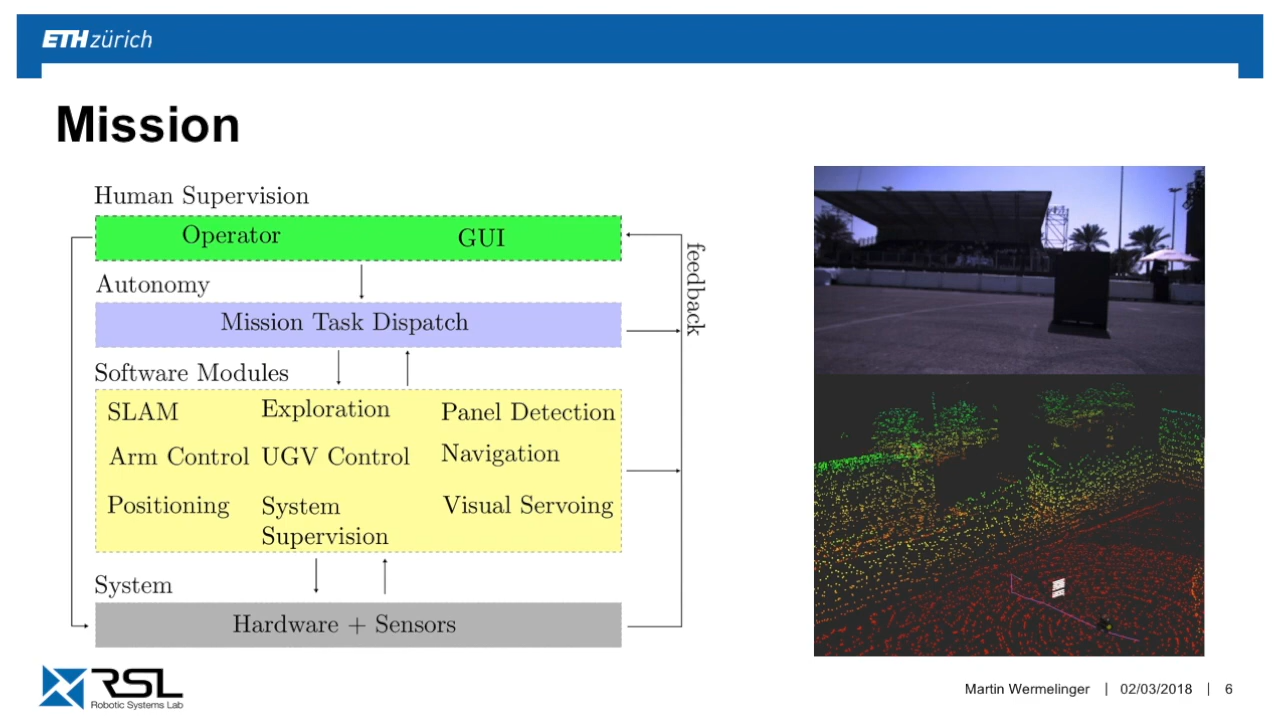 ETH zürich
Mission
Human Supervision
Operator GUI
feedback
Autonomy
Mission Task Dispatch
Software Modules
SLAM Exploration Panel Detection
Arm Control UGV Control Navigation
Positioning System Visual Servoing
Supervision
System
Hardware + Sensors
RSL
Robotic Systems Lab
Martin Wermelinger | 02/03/2018 | 6